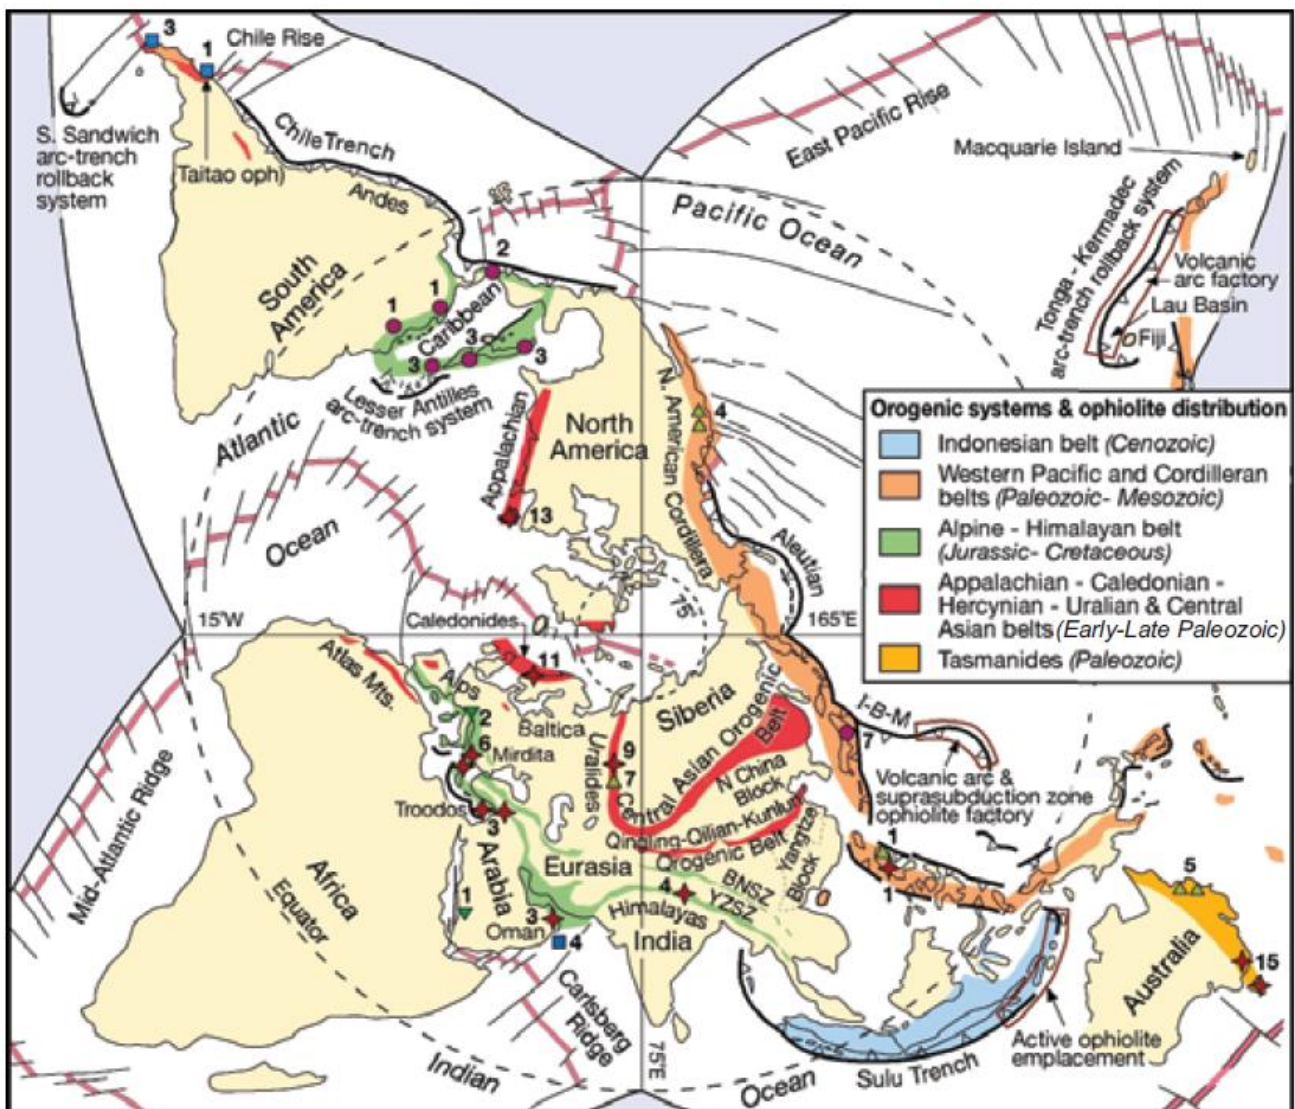 3
1
Chile Rise
S. Sandwich
arc-trench
rollback
system
Taitao oph)
Chile Trench
Andes
East Pacific Rise
Macquarie Island
Pacific Ocean
Tonga - Kermadec
arc-trench rollback system
Volcanic
arc factory
Lau Basin
Fiji
South
America
2
1
1
Caribbean
3
3
3
Lesser Antilles
arc-trench system
Atlantic
Ocean
Appalachian
13
North
America
N. American Cordillera
4
Aleutian
75°
15°W
165°E
Orogenic systems & ophiolite distribution
Indonesian belt (Cenozoic)
Western Pacific and Cordilleran
belts (Paleozoic- Mesozoic)
Alpine - Himalayan belt
(Jurassic- Cretaceous)
Appalachian - Caledonian -
Hercynian - Uralian & Central
Asian belts (Early-Late Paleozoic)
Tasmanides (Paleozoic)
Caledonides
11
Atlas Mts.
Alps
2
Baltica
6
Mirdita
Uralides
9
7
Siberia
Central Asian Orogenic
Belt
N China
Block
I-B-M
7
Volcanic arc &
suprasubduction zone
ophiolite factory
Troodos
3
Qingling-Qilian-Kunlun
Orogenic Belt
Yangtze
Block
Mid-Atlantic Ridge
Africa
Equator
Arabia
1
Eurasia
4
BNSZ
YZSZ
Himalayas
India
3
Oman
4
1
1
5
15
Australia
Carlsberg
Ridge
75°E
Indian
Ocean
Sulu Trench
Active ophiolite
emplacement